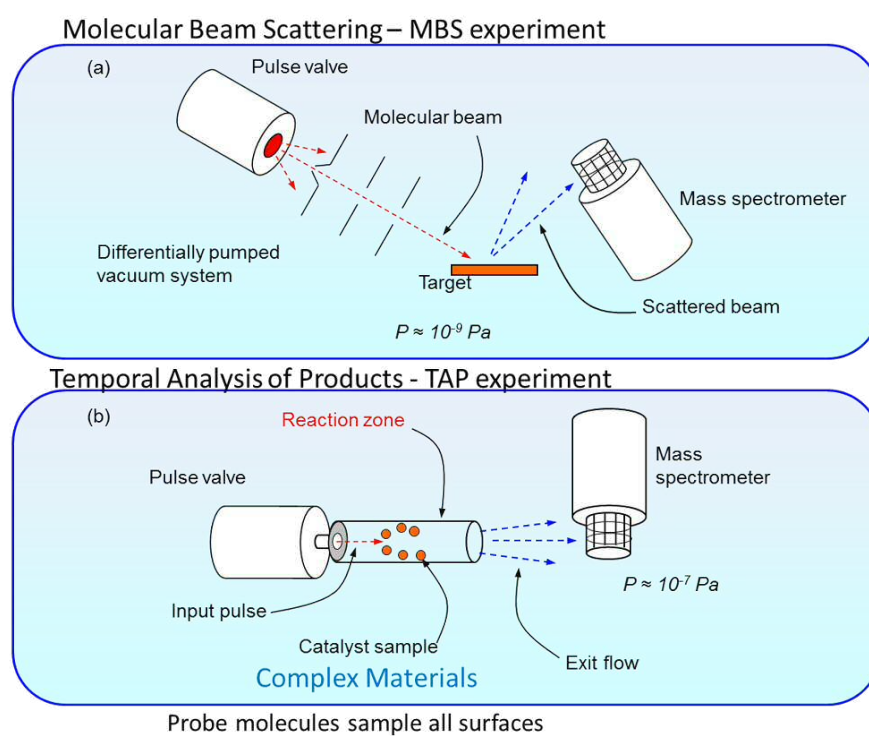 Molecular Beam Scattering – MBS experiment
(a)
Pulse valve
Molecular beam
Mass spectrometer
Differentially pumped
vacuum system
Target
Scattered beam
P ≈ 10⁻⁹ Pa
Temporal Analysis of Products - TAP experiment
(b)
Reaction zone
Mass
spectrometer
Pulse valve
P ≈ 10⁻⁷ Pa
Input pulse
Catalyst sample
Exit flow
Complex Materials
Probe molecules sample all surfaces